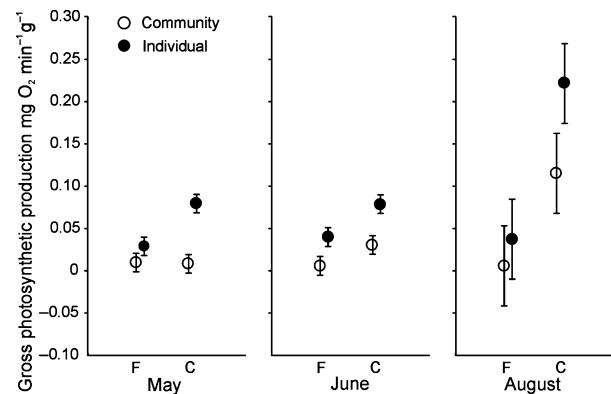 Gross photosynthetic production mg O₂ min⁻¹g⁻¹
0.30
0.25
0.20
0.15
0.10
0.05
0
–0.05
–0.10
Community
Individual
F C
May
F C
June
F C
August